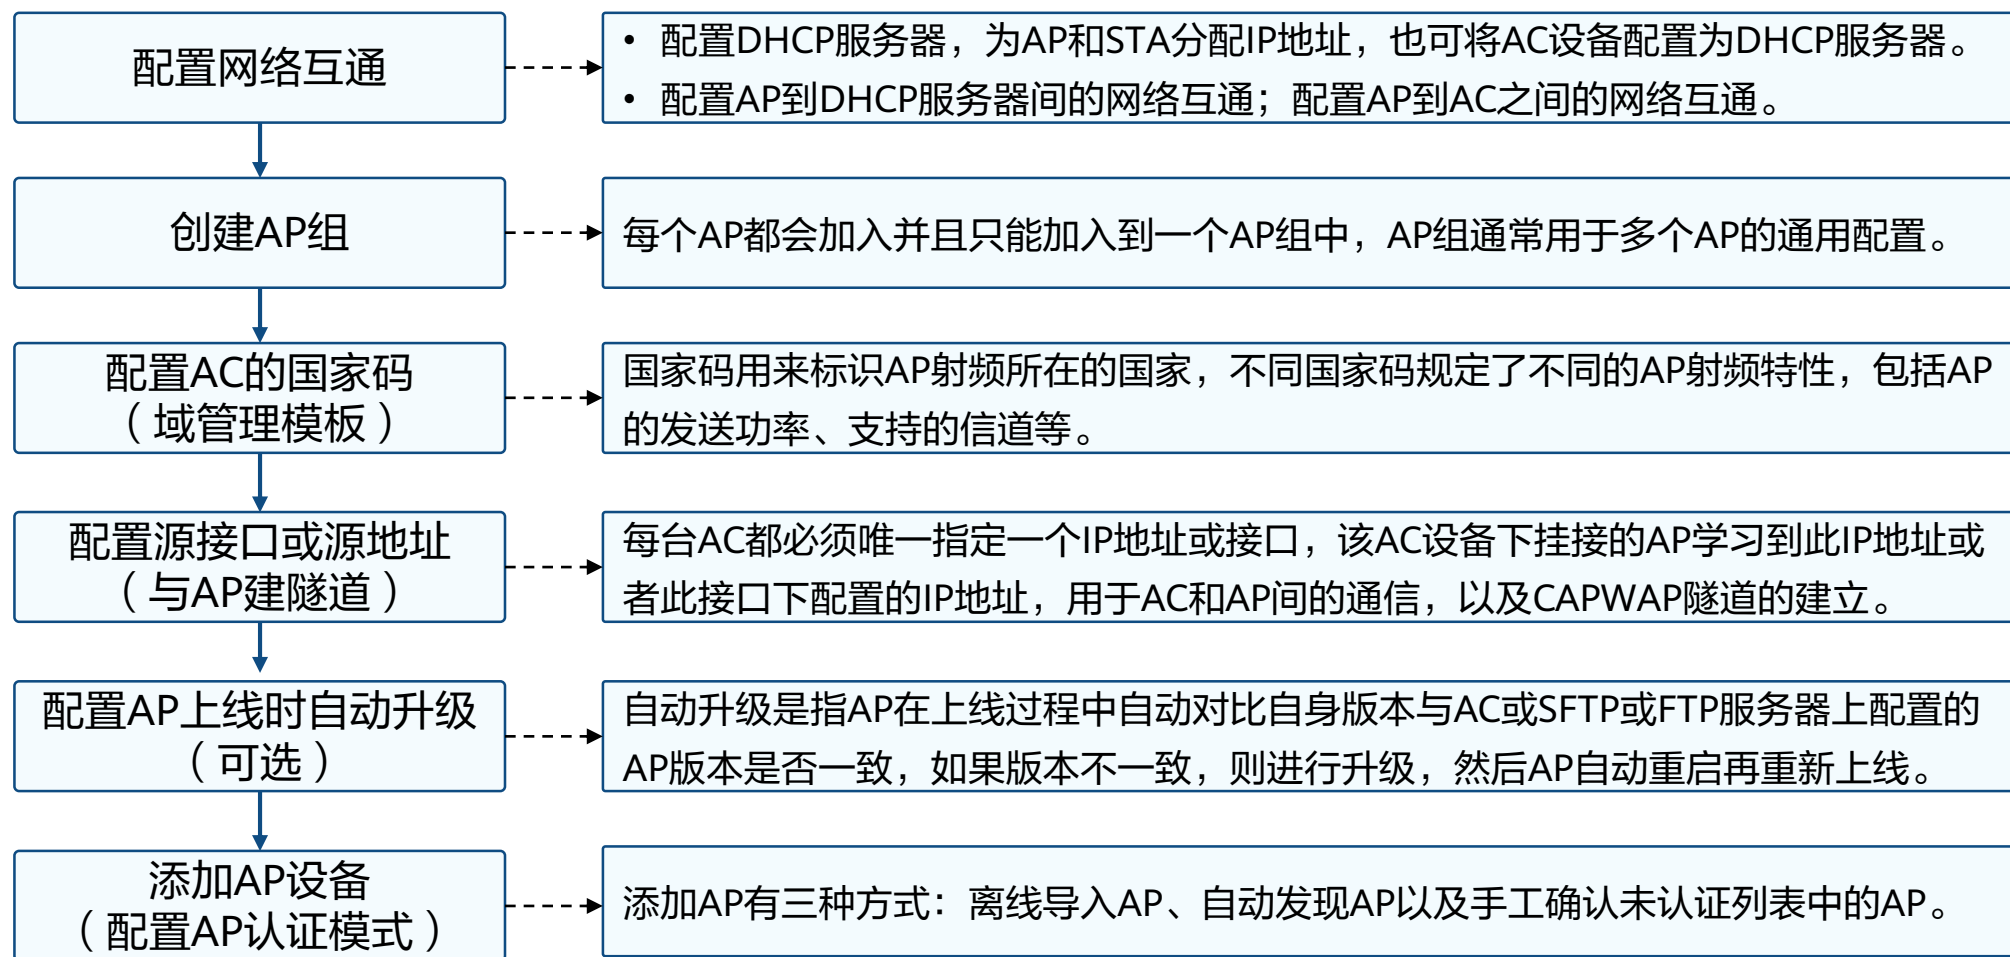 配置网络互通
• 配置DHCP服务器，为AP和STA分配IP地址，也可将AC设备配置为DHCP服务器。
• 配置AP到DHCP服务器间的网络互通；配置AP到AC之间的网络互通。
创建AP组
每个AP都会加入并且只能加入到一个AP组中，AP组通常用于多个AP的通用配置。
配置AC的国家码
（域管理模板）
国家码用来标识AP射频所在的国家，不同国家码规定了不同的AP射频特性，包括AP
的发送功率、支持的信道等。
配置源接口或源地址
（与AP建隧道）
每台AC都必须唯一指定一个IP地址或接口，该AC设备下挂接的AP学习到此IP地址或
者此接口下配置的IP地址，用于AC和AP间的通信，以及CAPWAP隧道的建立。
配置AP上线时自动升级
（可选）
自动升级是指AP在上线过程中自动对比自身版本与AC或SFTP或FTP服务器上配置的
AP版本是否一致，如果版本不一致，则进行升级，然后AP自动重启再重新上线。
添加AP设备
（配置AP认证模式）
添加AP有三种方式：离线导入AP、自动发现AP以及手工确认未认证列表中的AP。